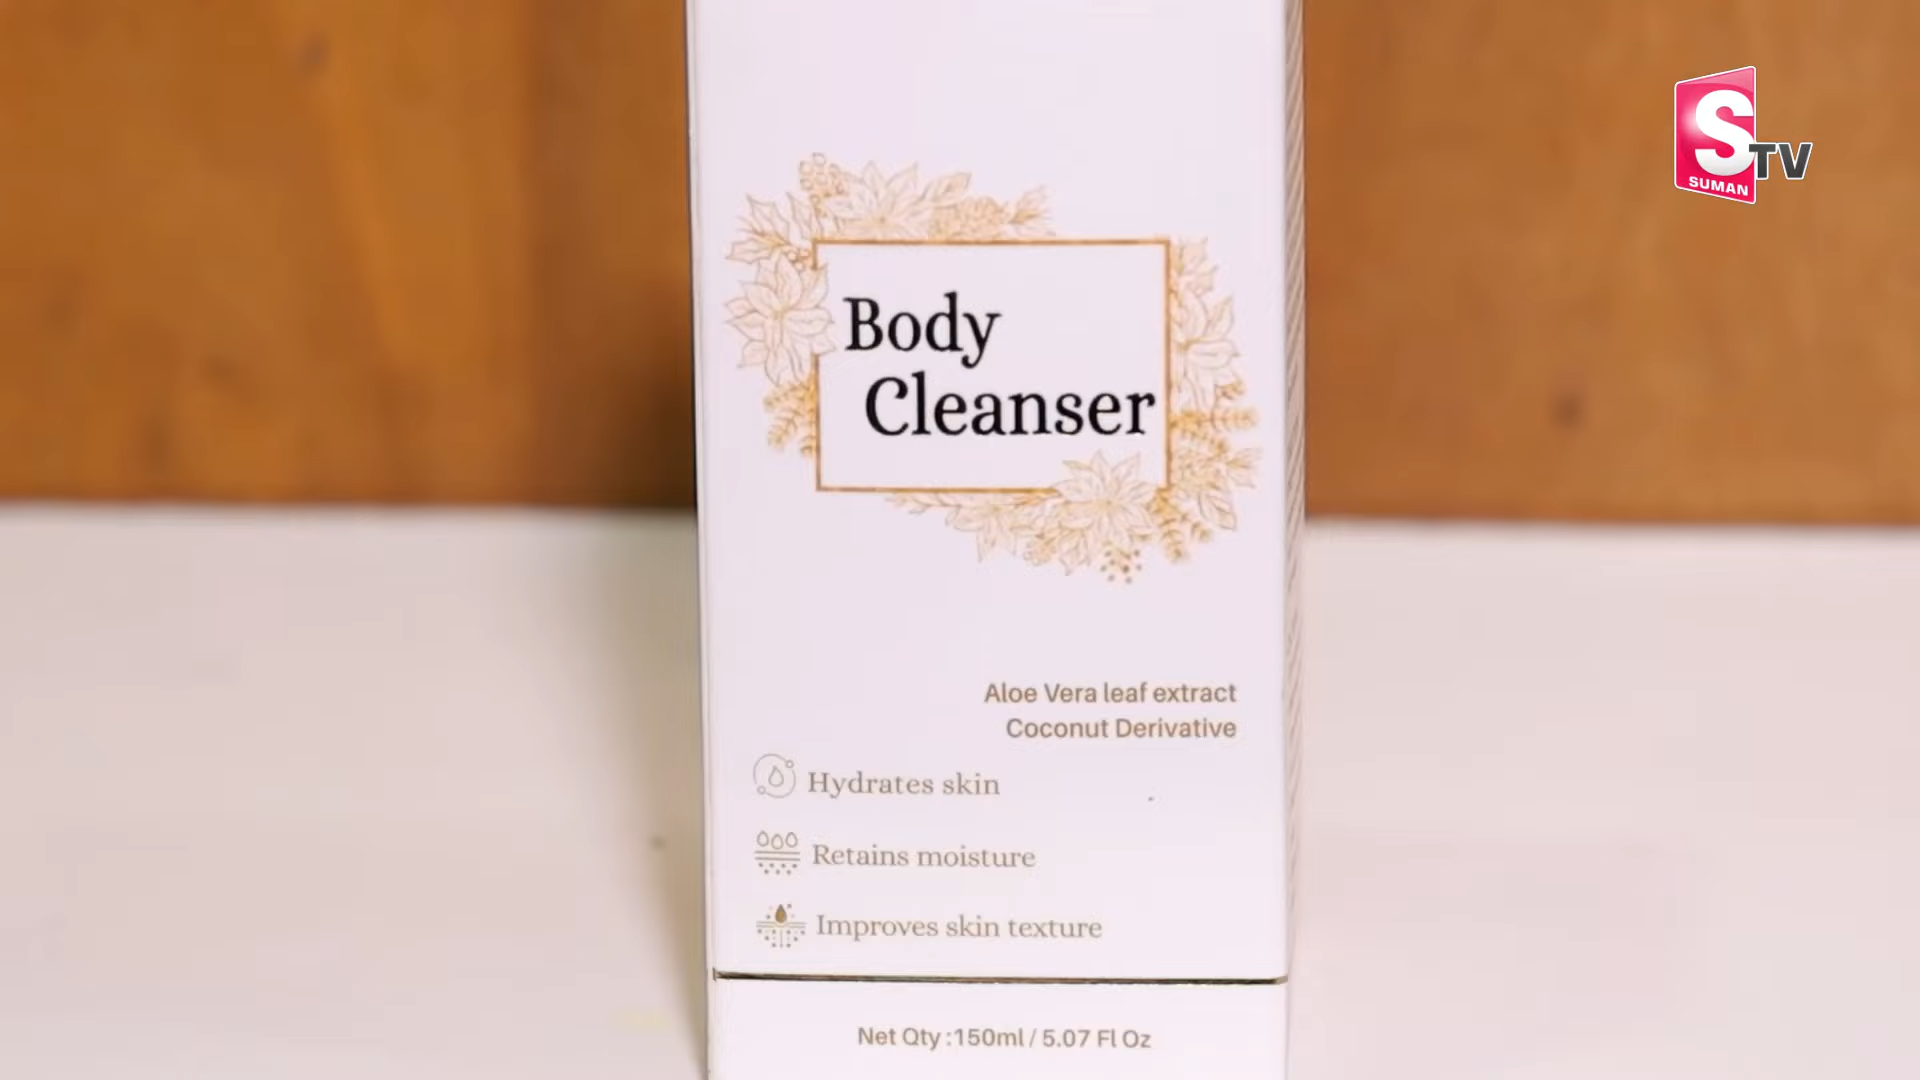 S
TV
SUMAN
Body
Cleanser
Aloe Vera leaf extract
Coconut Derivative
Hydrates skin
Retains moisture
Improves skin texture
Net Qty :150ml / 5.07 Fl Oz